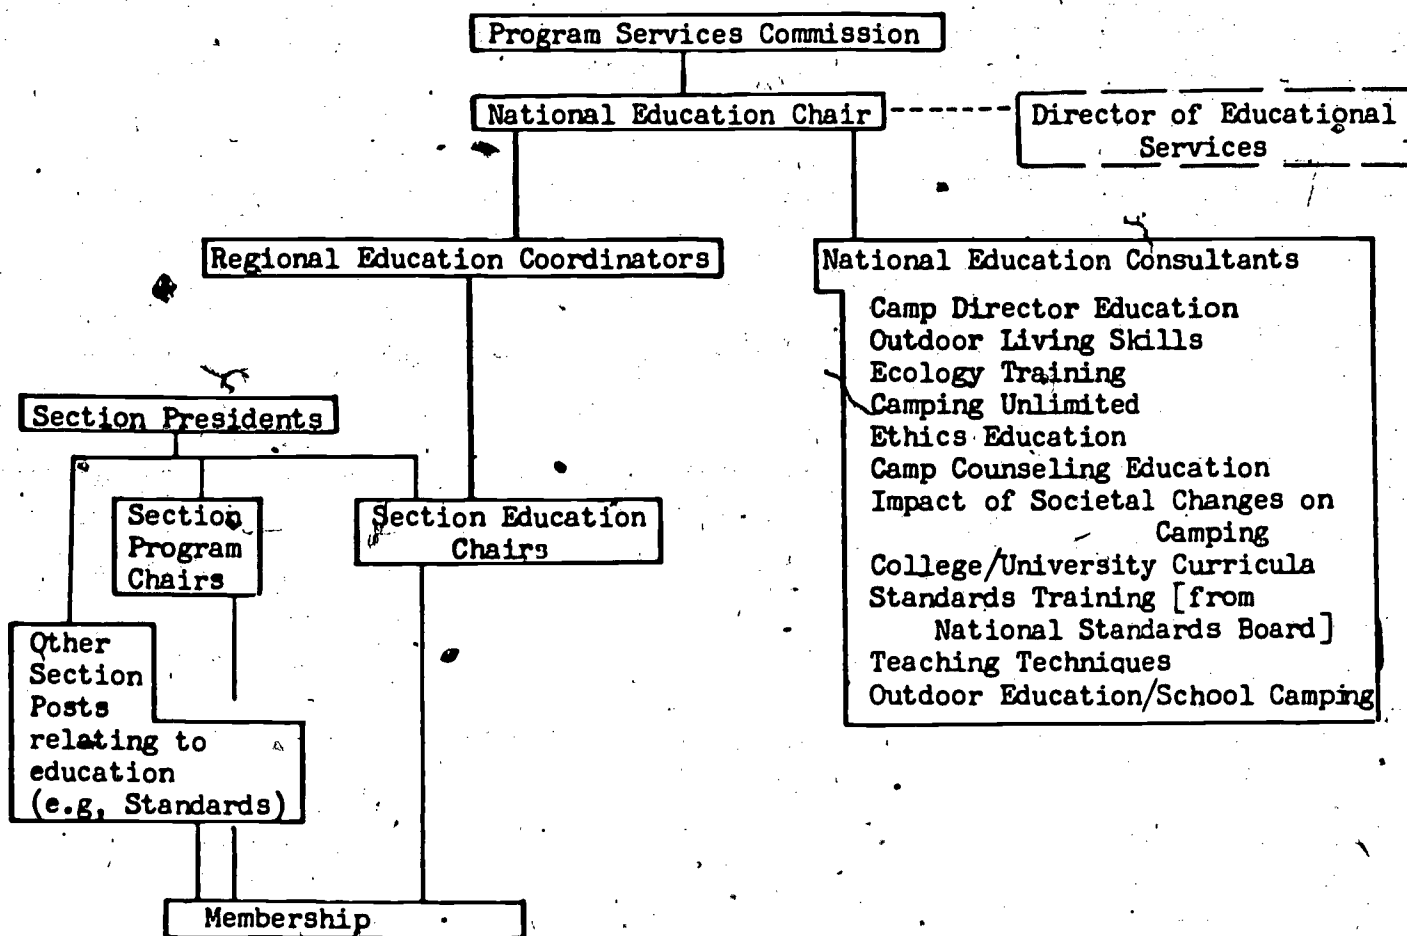 Program Services Commission
National Education Chair
Director of Educational
Services
Regional Education Coordinators
National Education Consultants
Camp Director Education
Outdoor Living Skills
Ecology Training
Camping Unlimited
Ethics Education
Camp Counseling Education
Impact of Societal Changes on
Camping
College/University Curricula
Standards Training [from
National Standards Board]
Teaching Techniques
Outdoor Education/School Camping
Section Presidents
Section
Program
Chairs
Section Education
Chairs
Other
Section
Posts
relating to
education
(e.g, Standards)
Membership